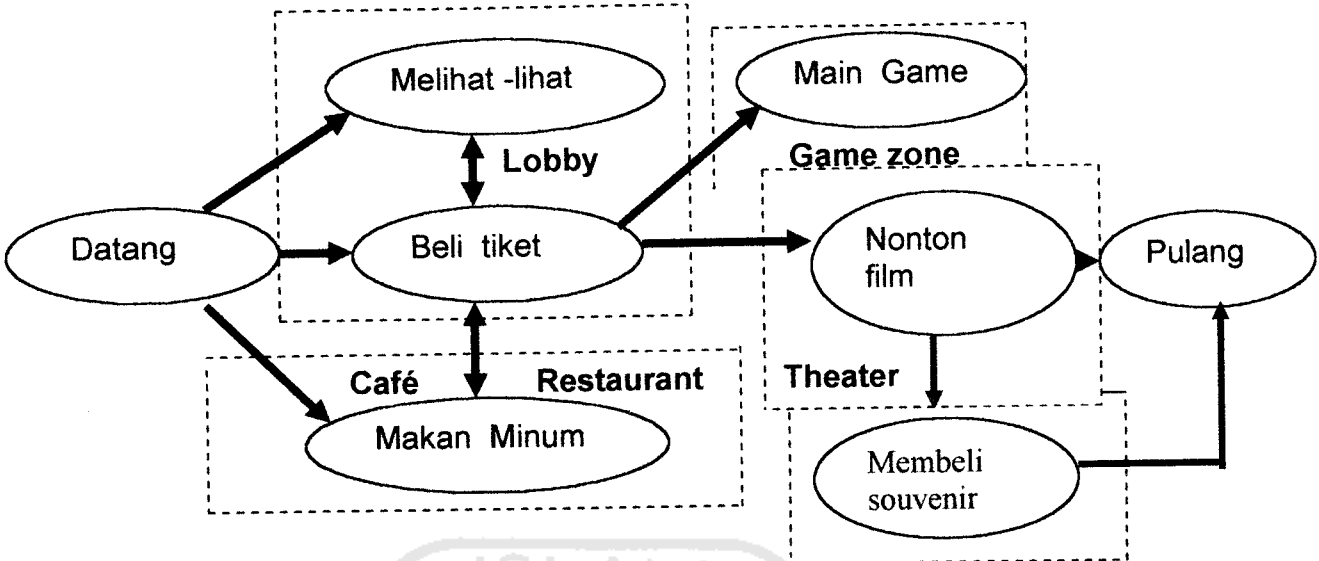 Melihat -lihat
Main Game
Lobby
Game zone
Datang
Beli tiket
Nonton
film
Pulang
Café Restaurant
Theater
Makan Minum
Membeli
souvenir